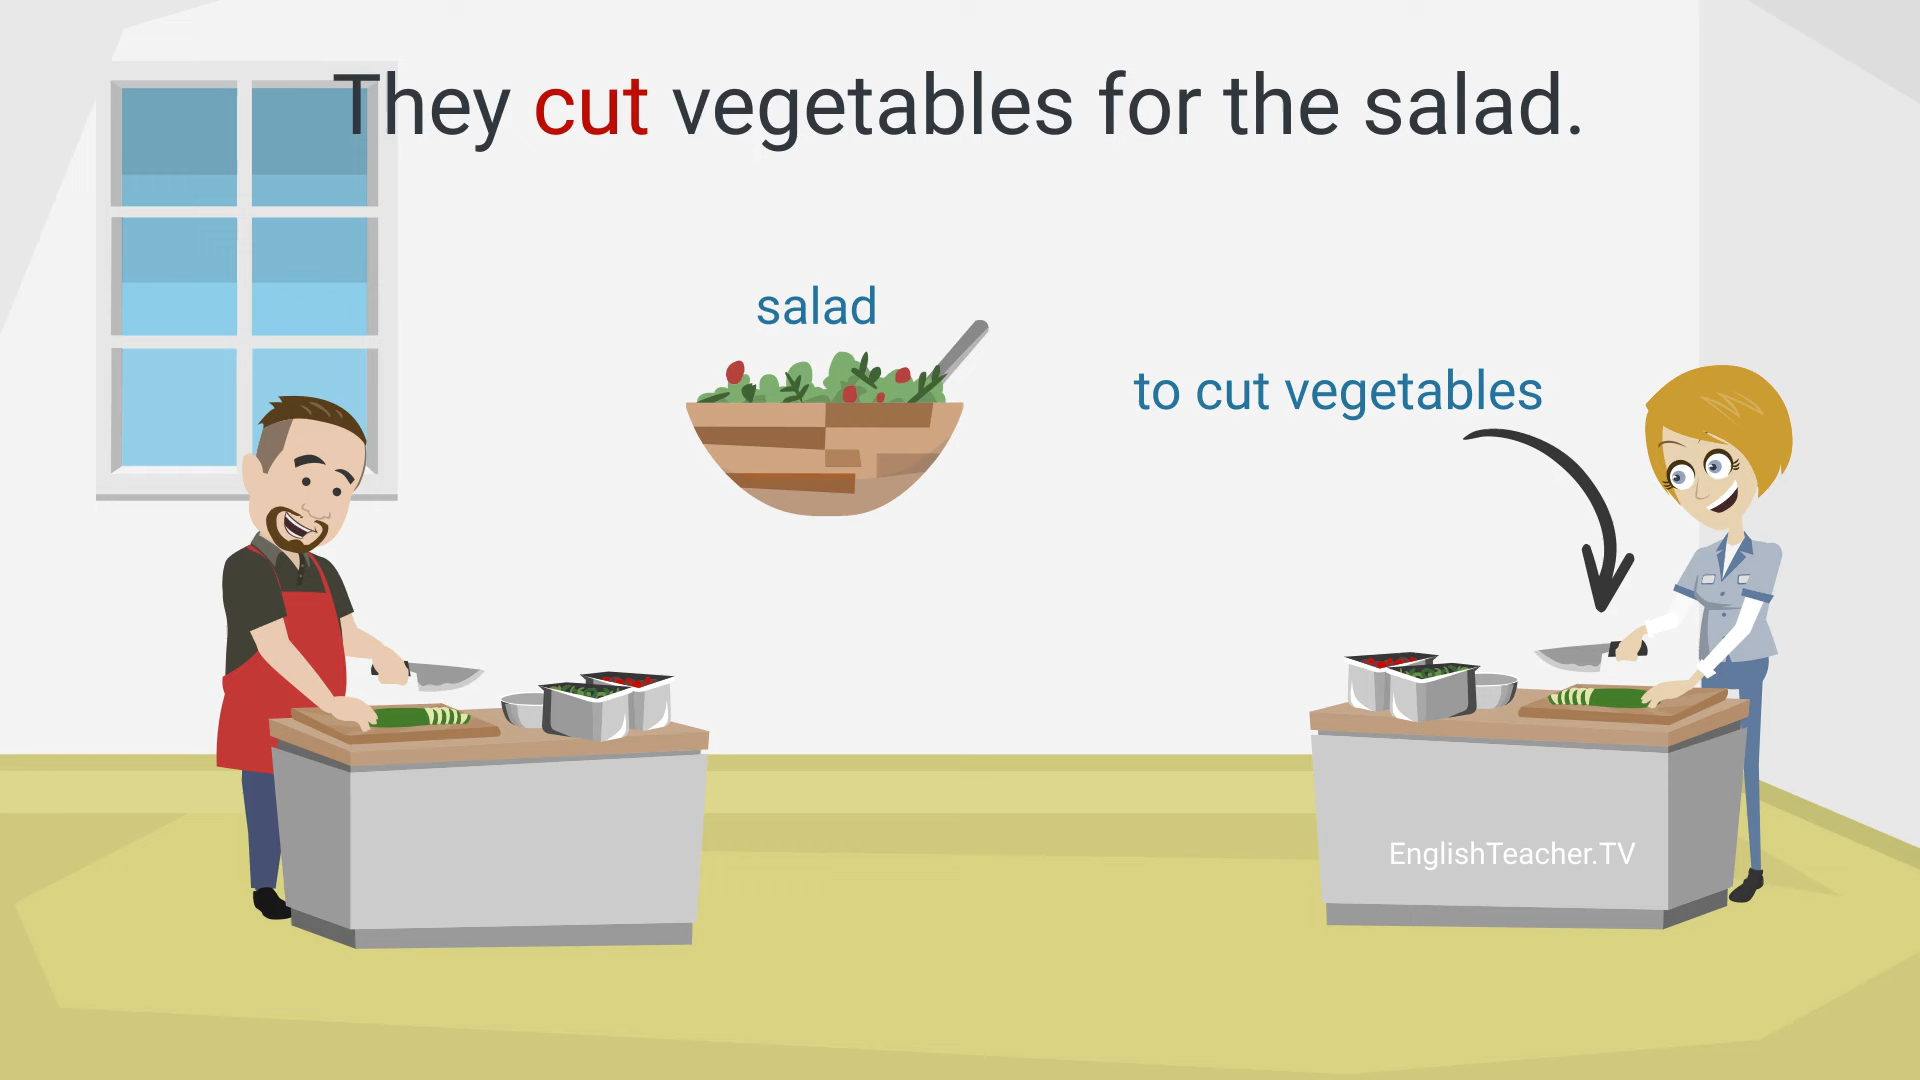 They cut vegetables for the salad.
salad
to cut vegetables
EnglishTeacher.TV